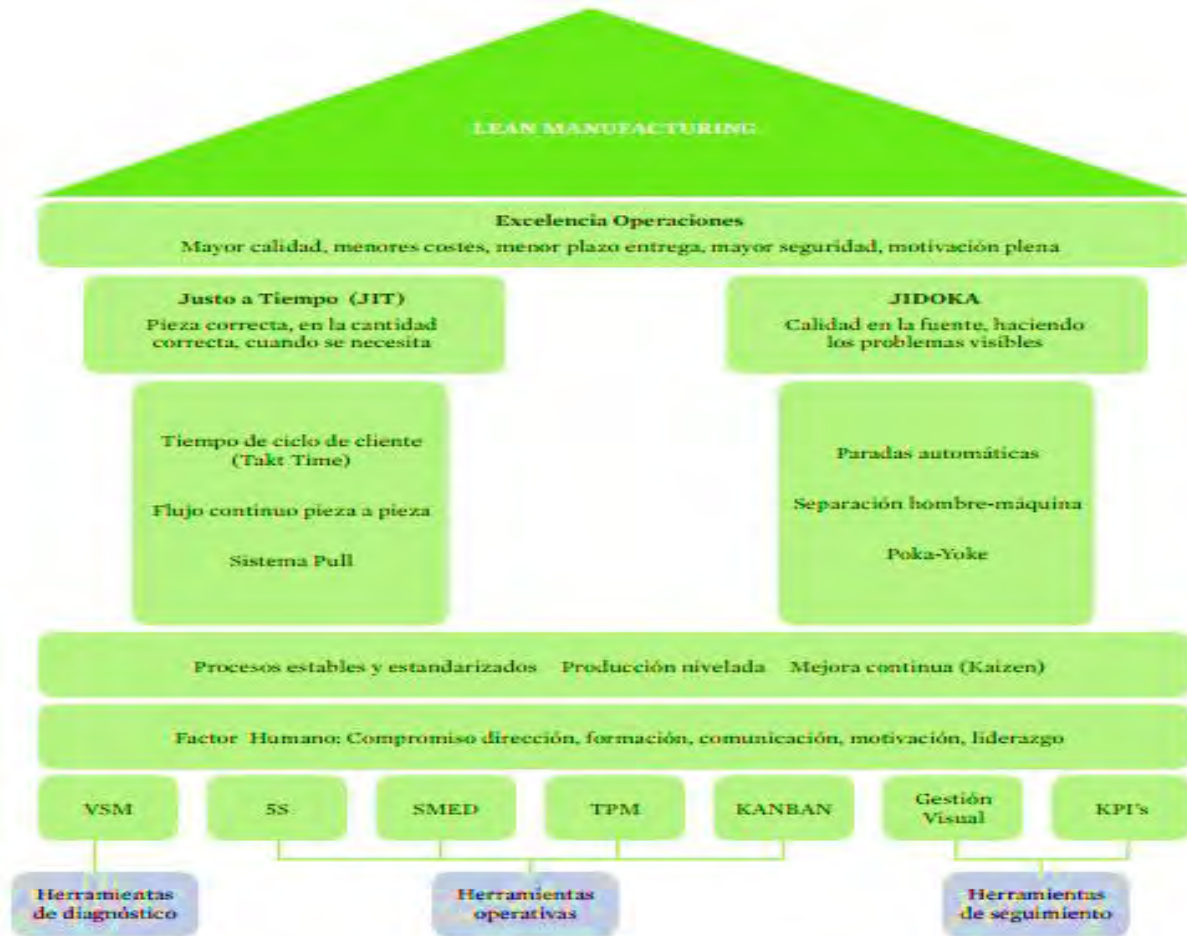 LEAN MANUFACTURING
Excelencia Operaciones
Mayor calidad, menores costes, menor plazo entrega, mayor seguridad, motivación plena
Justo a Tiempo (JIT)
Pieza correcta, en la cantidad
correcta, cuando se necesita
JIDOKA
Calidad en la fuente, haciendo
los problemas visibles
Tiempo de ciclo de cliente
(Takt Time)
Flujo continuo pieza a pieza
Sistema Pull
Paradas automáticas
Separación hombre-máquina
Poka-Yoke
Procesos estables y estandarizados Producción nivelada Mejora continua (Kaizen)
Factor Humano: Compromiso dirección, formación, comunicación, motivación, liderazgo
VSM
5S
SMED
TPM
KANBAN
Gestión
Visual
KPI's
Herramientas
de diagnóstico
Herramientas
operativas
Herramientas
de seguimiento